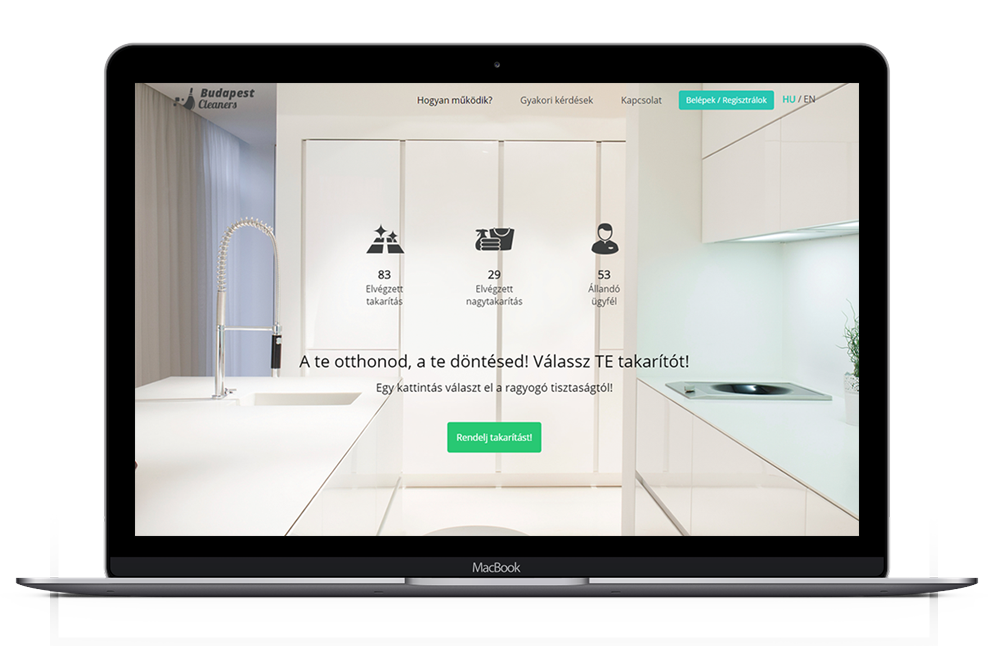 Budapest
Cleaners
Hogyan működik?
Gyakori kérdések
Kapcsolat
Belépek / Regisztrálok
HU / EN
83
Elvégzett
takarítás
29
Elvégzett
nagytakarítás
53
Állandó
ügyfél
A te otthonod, a te döntésed! Válassz TE takarítót!
Egy kattintás választ el a ragyogó tisztaságtól!
Rendelj takarítást!
MacBook